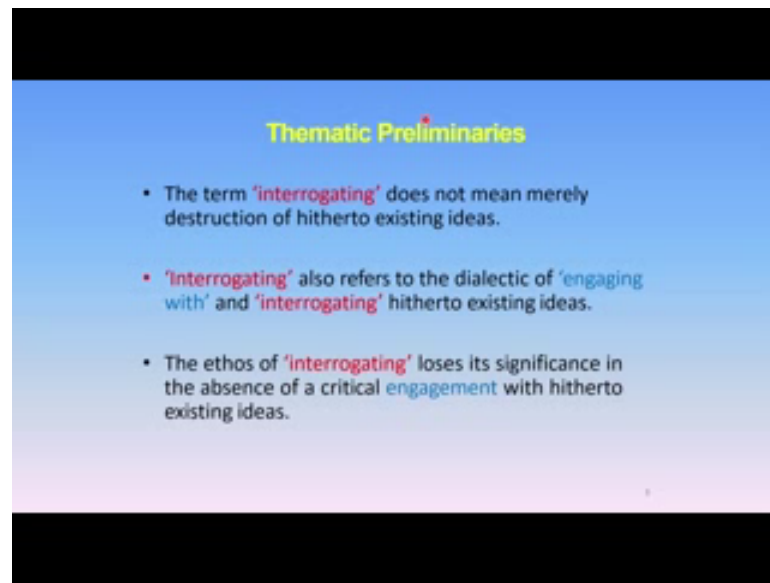 Thematic Preliminaries
• The term ‘interrogating’ does not mean merely
destruction of hitherto existing ideas.
• ‘Interrogating’ also refers to the dialectic of ‘engaging
with’ and ‘interrogating’ hitherto existing ideas.
• The ethos of ‘interrogating’ loses its significance in
the absence of a critical engagement with hitherto
existing ideas.